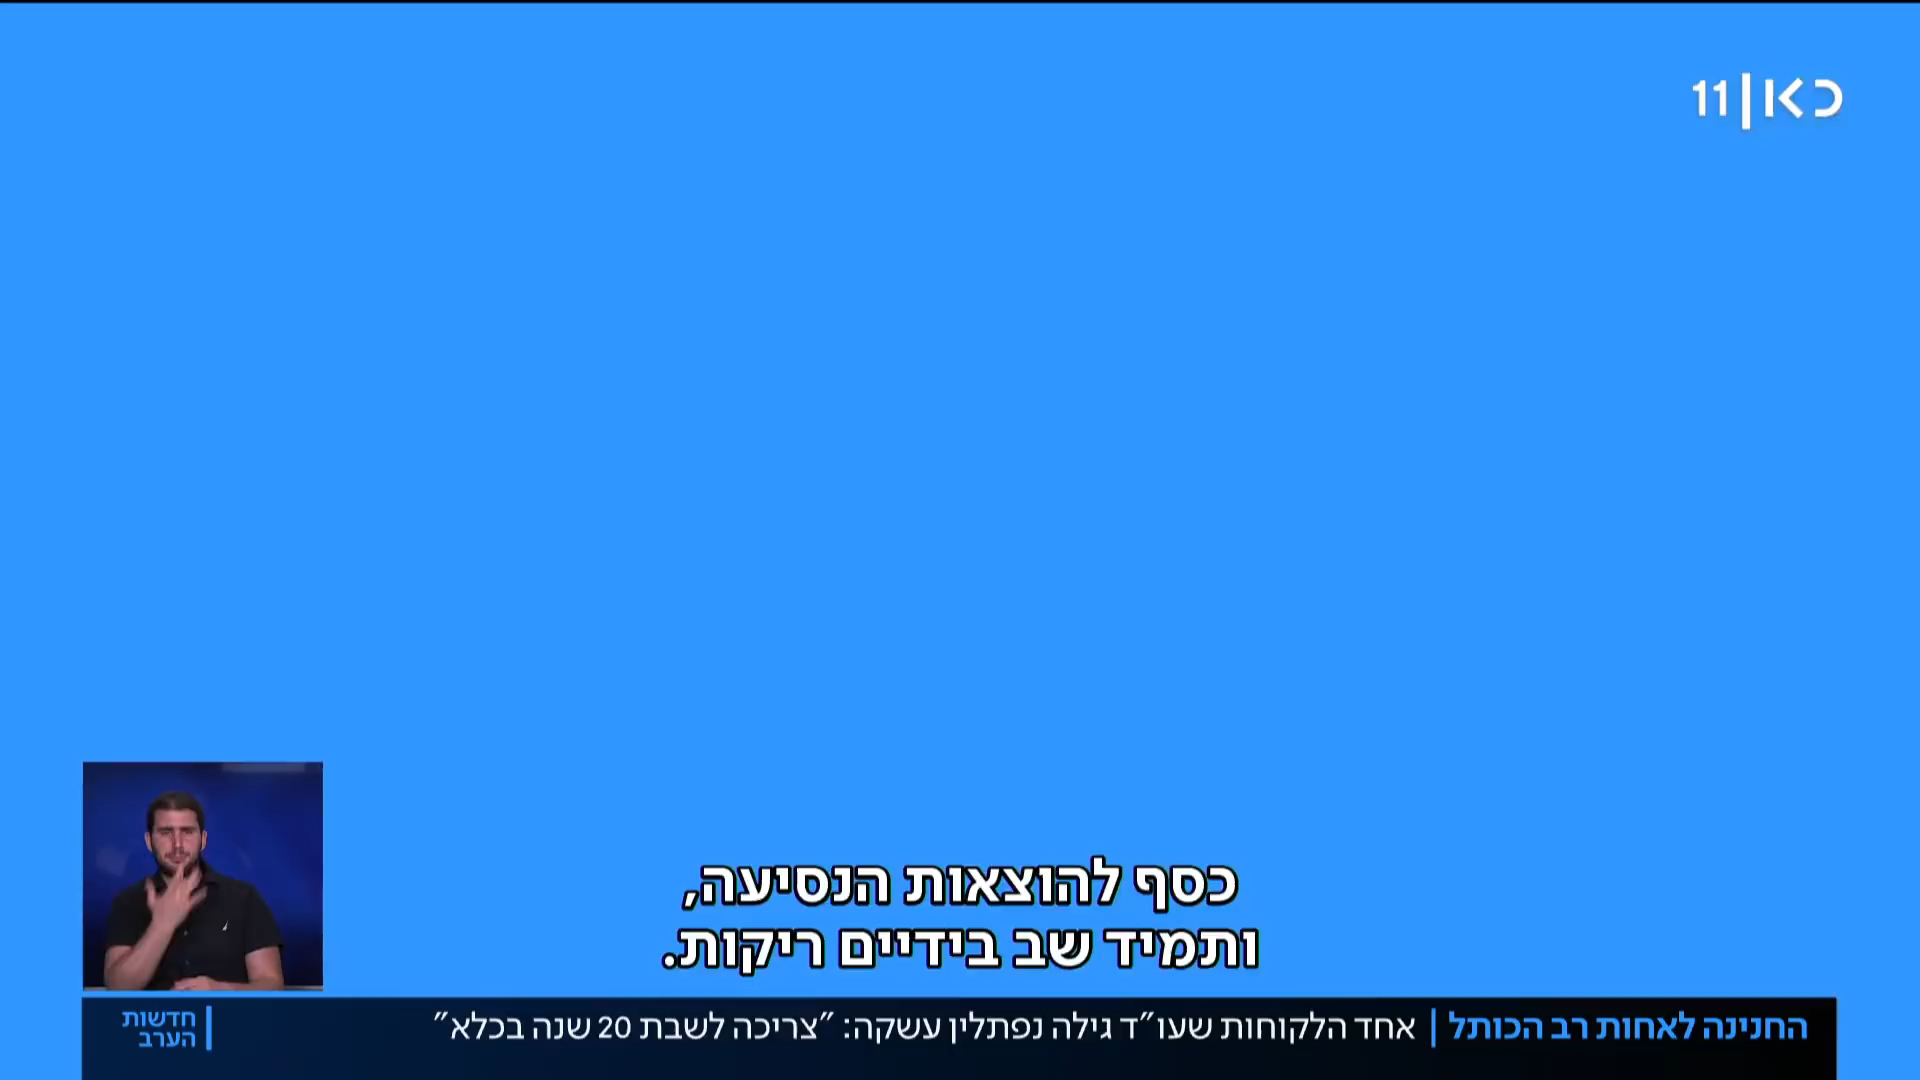 כאן 11
כסף להוצאות הנסיעה,
ותמיד שב בידיים ריקות.
החנינה לאחות רב הכותל | אחד הלקוחות שעו"ד גילה נפתלין עשקה: "צריכה לשבת 20 שנה בכלא"
חדשות
הערב